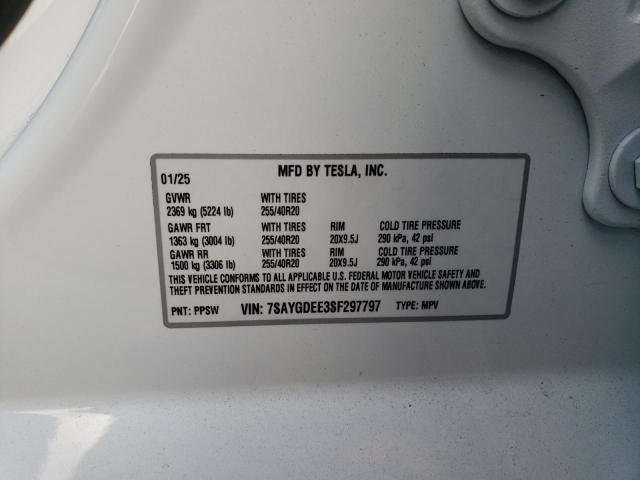 MFD BY TESLA, INC.
01/25
GVWR WITH TIRES
2369 kg (5224 lb) 255/40R20
GAWR FRT WITH TIRES RIM COLD TIRE PRESSURE
1363 kg (3004 lb) 255/40R20 20X9.5J 290 kPa, 42 psi
GAWR RR WITH TIRES RIM COLD TIRE PRESSURE
1500 kg (3306 lb) 255/40R20 20X9.5J 290 kPa, 42 psi
THIS VEHICLE CONFORMS TO ALL APPLICABLE U.S. FEDERAL MOTOR VEHICLE SAFETY AND
THEFT PREVENTION STANDARDS IN EFFECT ON THE DATE OF MANUFACTURE SHOWN ABOVE.
PNT: PPSW VIN: 7SAYGDEE3SF297797 TYPE: MPV